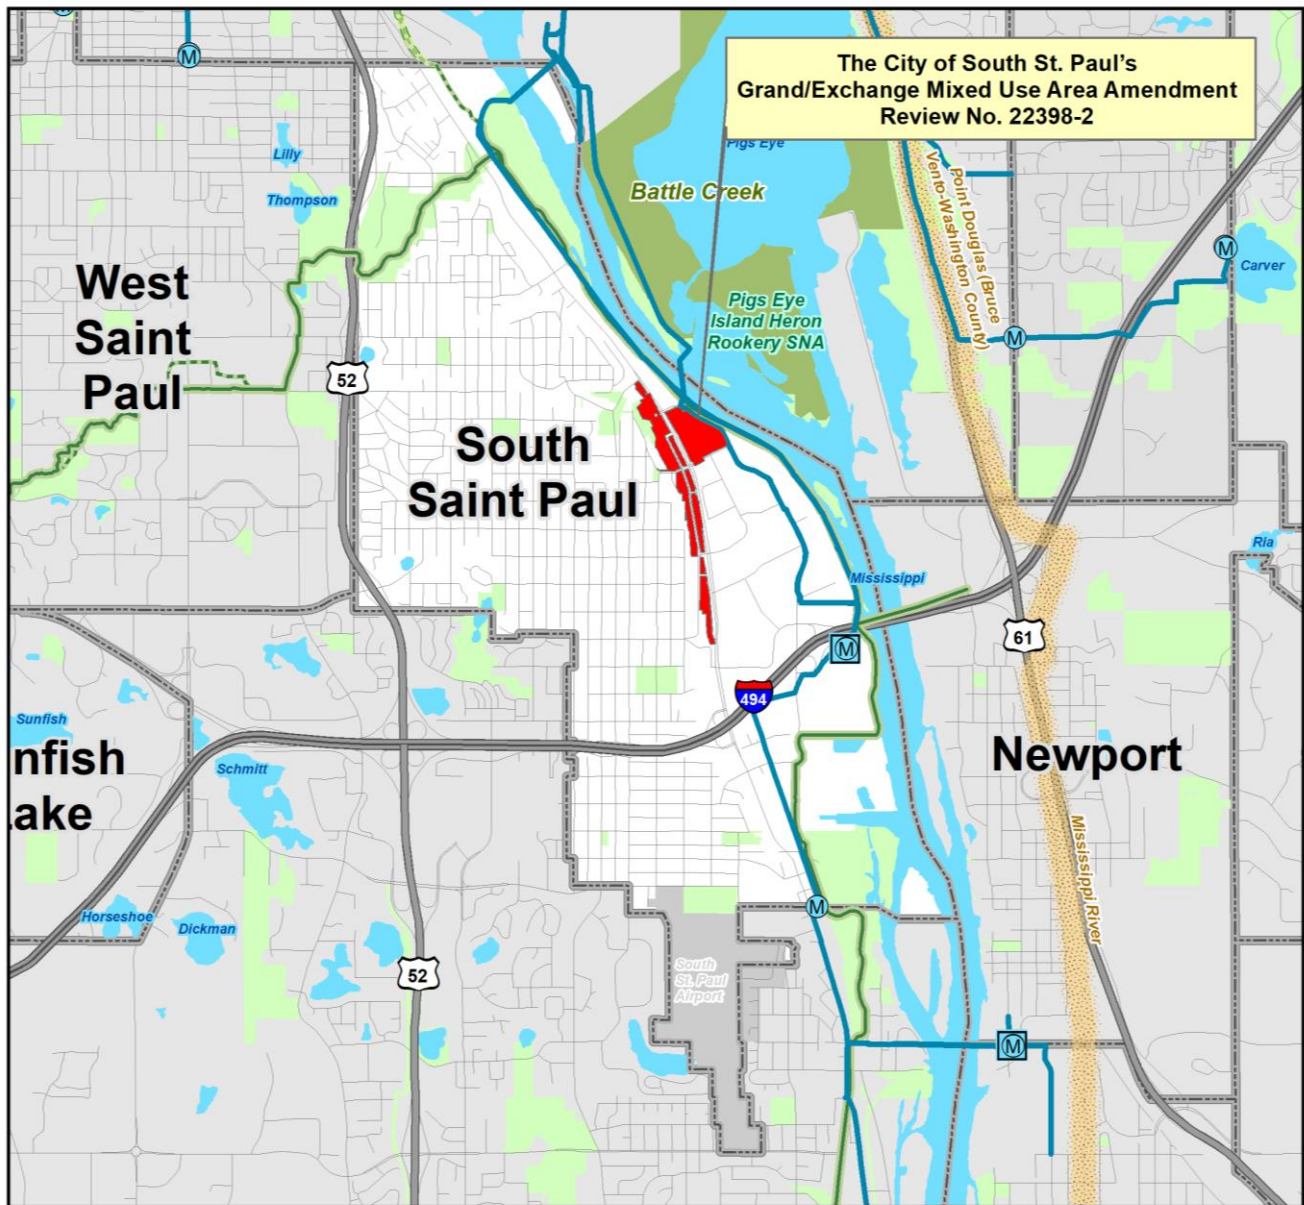 The City of South St. Paul's
Grand/Exchange Mixed Use Area Amendment
Review No. 22398-2
M
Pigs Eye
Lilly
Battle Creek
Thompson
Point Douglas (Bruce
Vento-Washington County)
M
Carver
West
Saint
Paul
Pigs Eye
Island Heron
Rookery SNA
M
52
South
Saint Paul
Ria
Mississippi
61
M
494
Sunfish
nfish
ake
Schmitt
Newport
Mississippi River
Horseshoe
Dickman
M
52
South
St. Paul
Airport
M